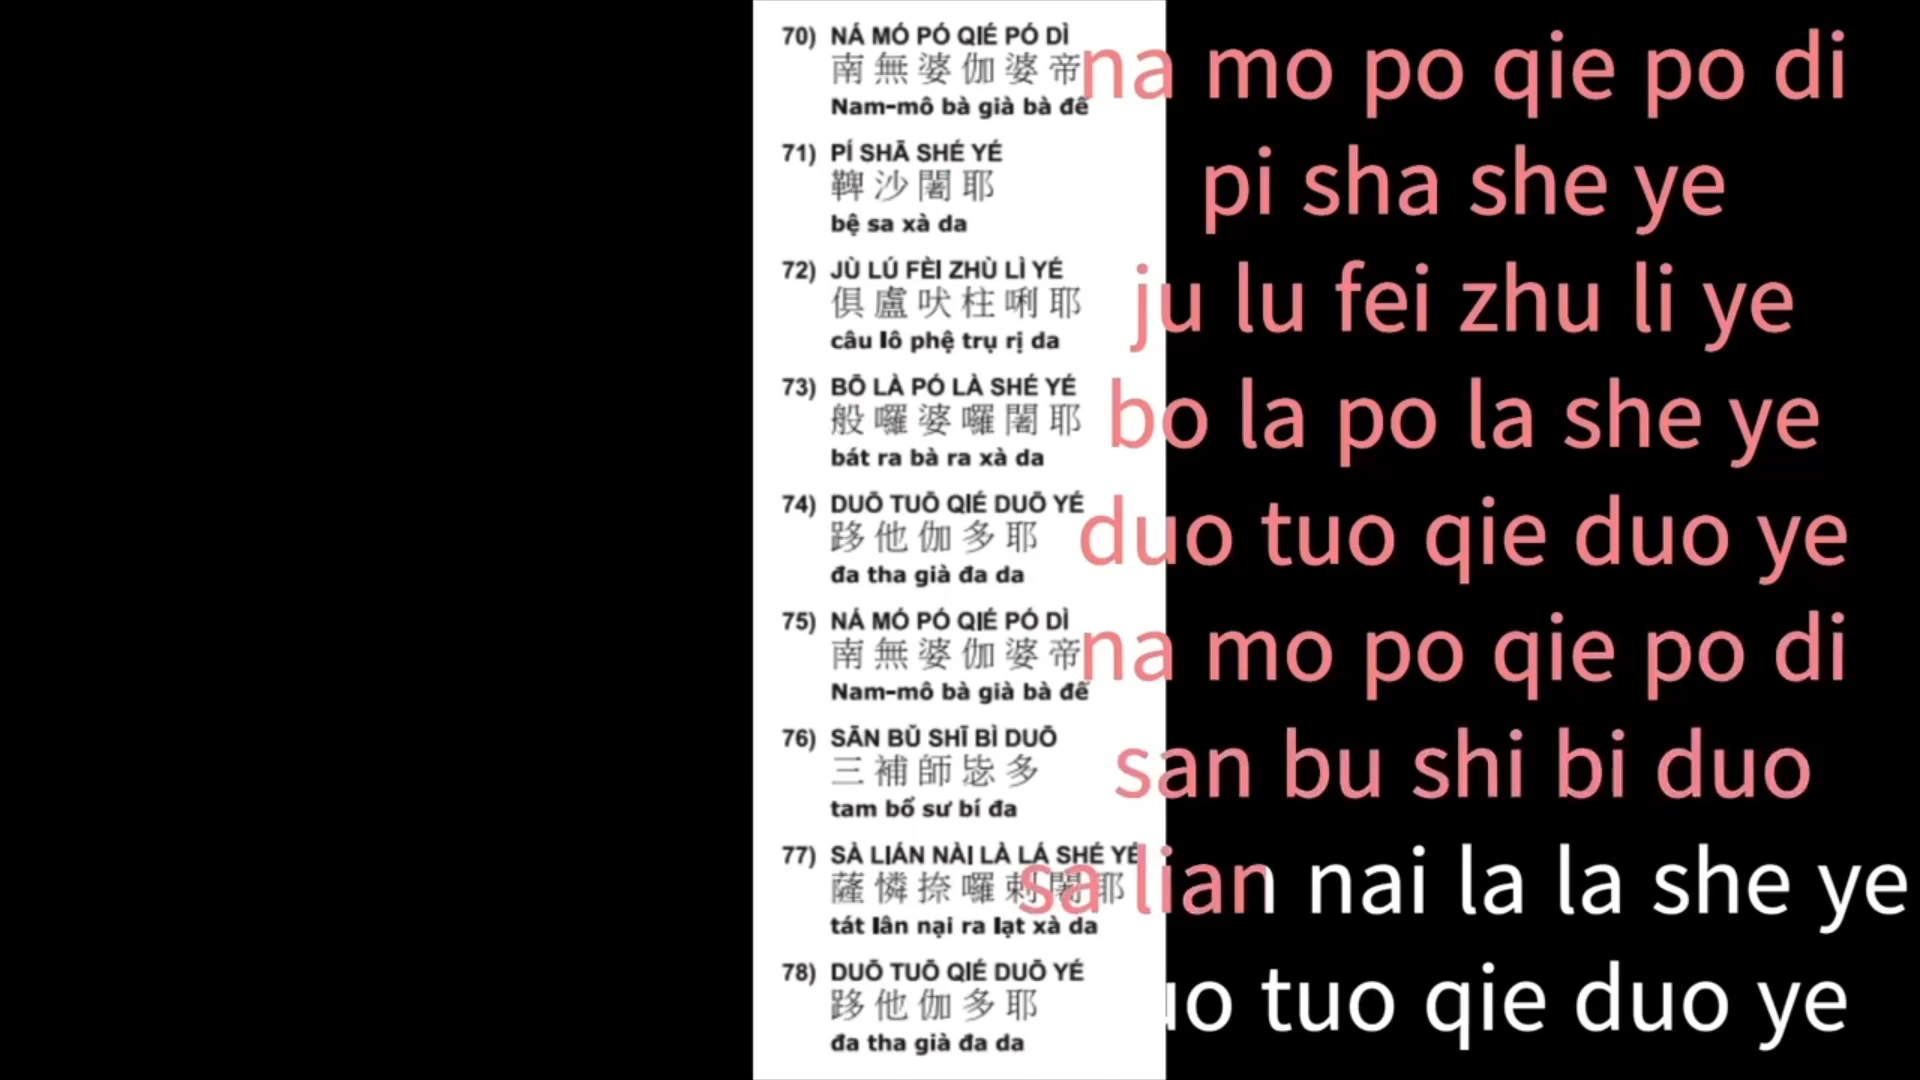 70) NÁ MÓ PÓ QIÉ PÓ DÌ
南無婆伽婆帝
Nam-mô bà già bà đế
71) PÍ SHĀ SHÉ YÉ
鞞沙闍耶
bệ sa xà da
72) JÙ LÚ FÈI ZHÙ LÌ YÉ
俱盧吠柱唎耶
câu lô phệ trụ rị da
73) BŌ LÀ PÓ LÀ SHÉ YÉ
般囉婆囉闍耶
bát ra bà ra xà da
74) DUŌ TUŌ QIÉ DUŌ YÉ
跢他伽多耶
đa tha già đa da
75) NÁ MÓ PÓ QIÉ PÓ DÌ
南無婆伽婆帝
Nam-mô bà già bà đế
76) SĀN BǓ SHĪ BÌ DUŌ
三補師毖多
tam bổ sư bí đa
77) SÀ LIÁN NÀI LÀ LÁ SHÉ YÉ
薩憐捺囉剌闍耶
tát lân nại ra lạt xà da
78) DUŌ TUŌ QIÉ DUŌ YÉ
跢他伽多耶
đa tha già đa da
na mo po qie po di
pi sha she ye
ju lu fei zhu li ye
bo la po la she ye
duo tuo qie duo ye
na mo po qie po di
san bu shi bi duo
sa lian nai la la she ye
uo tuo qie duo ye